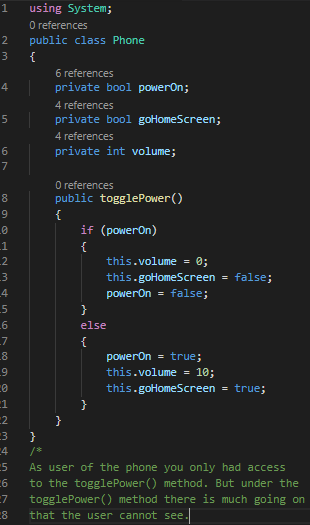 1 using System;
0 references
2 public class Phone
3 {
6 references
4 private bool powerOn;
4 references
5 private bool goHomeScreen;
4 references
6 private int volume;
7
0 references
8 public togglePower()
9 {
10 if (powerOn)
11 {
12 this.volume = 0;
13 this.goHomeScreen = false;
14 powerOn = false;
15 }
16 else
17 {
18 powerOn = true;
19 this.volume = 10;
20 this.goHomeScreen = true;
21 }
22 }
23 }
24 /*
25 As user of the phone you only had access
26 to the togglePower() method. But under the
27 togglePower() method there is much going on
28 that the user cannot see.